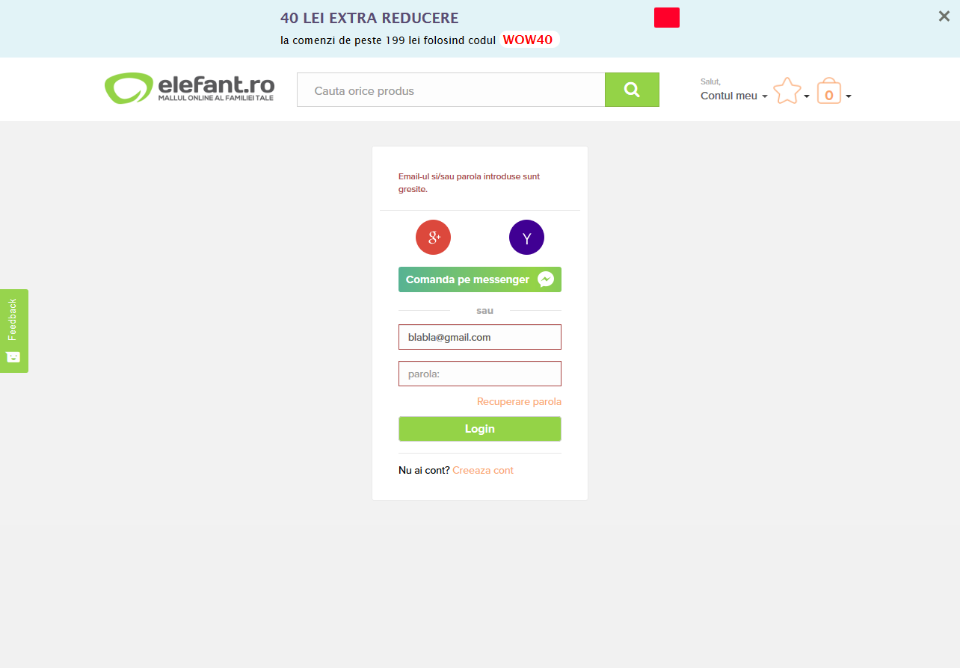 40 LEI EXTRA REDUCERE
la comenzi de peste 199 lei folosind codul WOW40
elefant.ro
MALLUL ONLINE AL FAMILIEI TALE
Cauta orice produs
Salut,
Contul meu
0
Email-ul si/sau parola introduse sunt
gresite.
g+
Y
Comanda pe messenger
sau
blabla@gmail.com
parola:
Recuperare parola
Login
Nu ai cont? Creeaza cont
Feedback